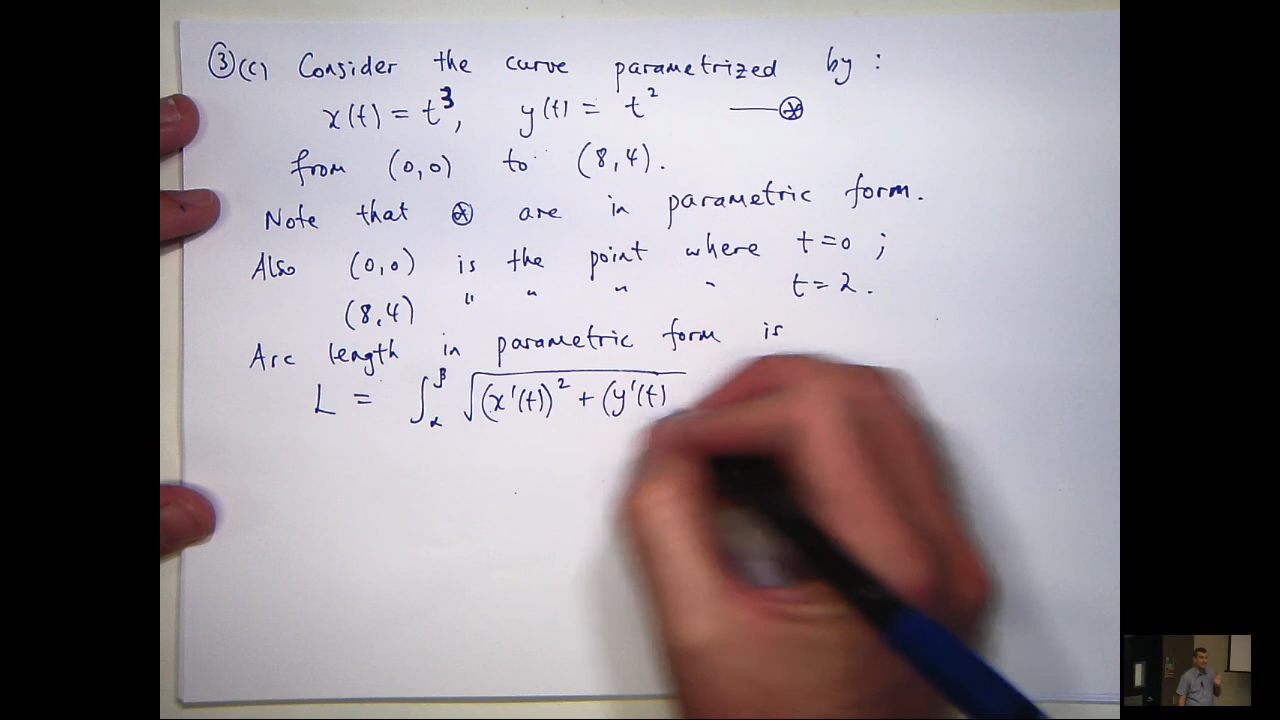 ③(c) Consider the curve parametrized by :
x(t) = t³, y(t) = t² —⊛
from (0,0) to (8,4).
Note that ⊛ are in parametric form.
Also (0,0) is the point where t=0 ;
(8,4) " " " " t=2.
Arc length in parametric form is
L = ∫_α^β √(x'(t))² + (y'(t)